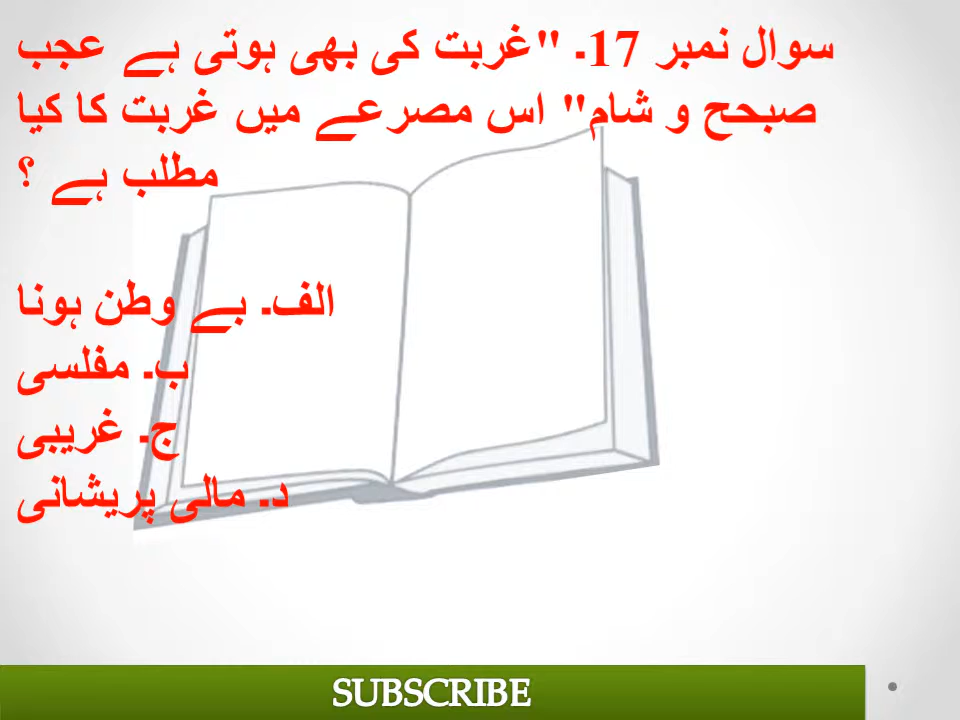 سوال نمبر 17۔ "غربت کی بھی ہوتی ہے عجب
صبحح و شام" اس مصرعے میں غربت کا کیا
مطلب ہے ؟
الف۔ بے وطن ہونا
ب۔ مفلسی
ج۔ غریبی
د۔ مالی پریشانی
SUBSCRIBE